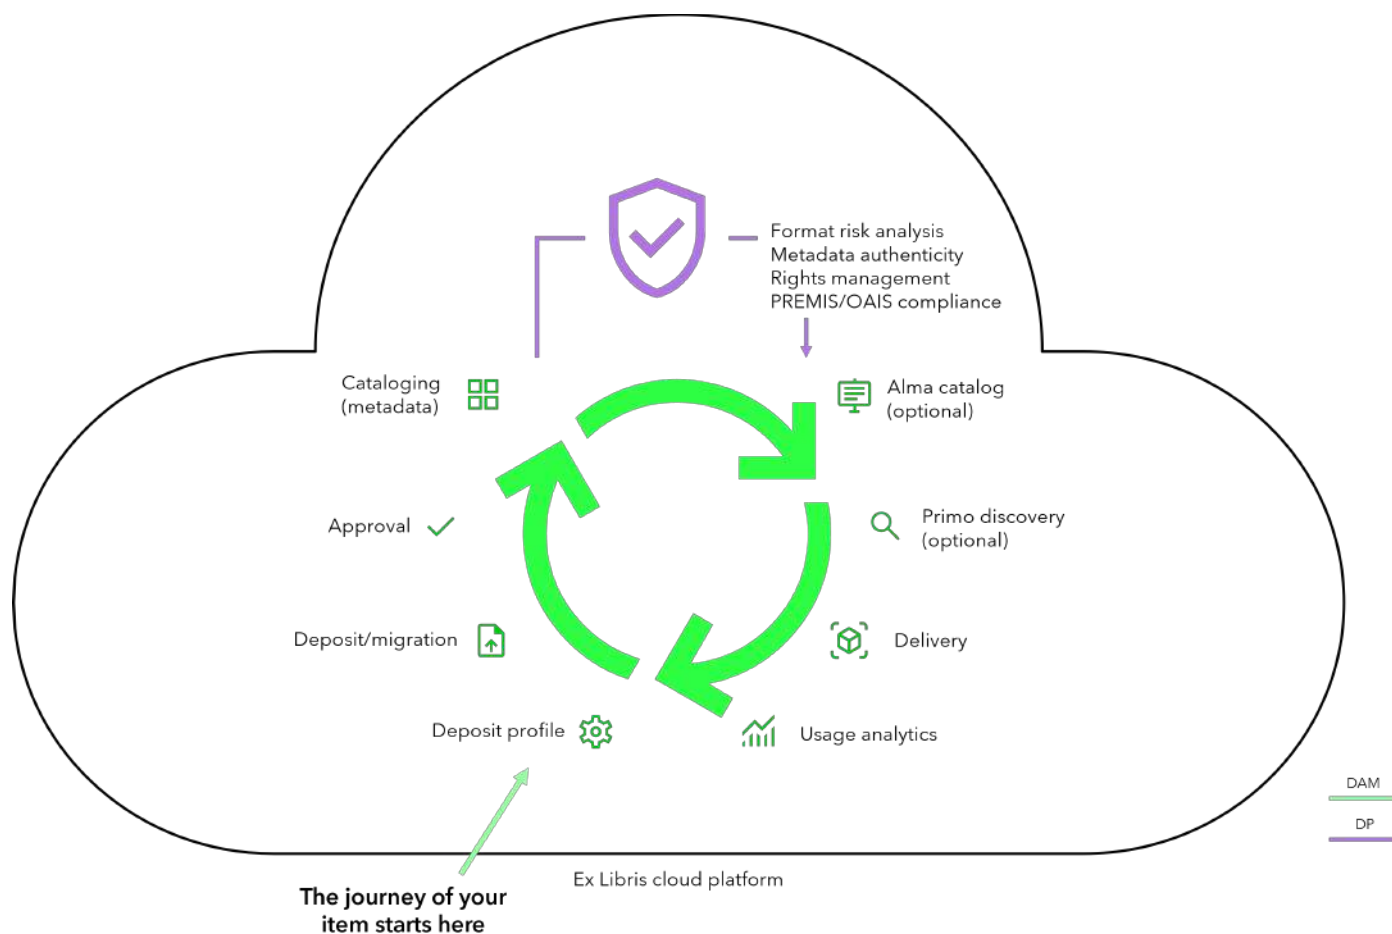 Format risk analysis
Metadata authenticity
Rights management
PREMIS/OAIS compliance
Cataloging
(metadata)
Alma catalog
(optional)
Approval
Primo discovery
(optional)
Deposit/migration
Delivery
Deposit profile
Usage analytics
DAM
DP
Ex Libris cloud platform
The journey of your
item starts here